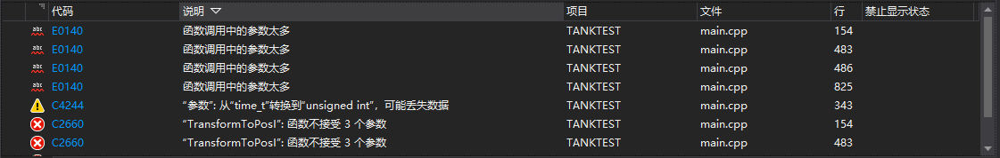 代码 说明 项目 文件 行 禁止显示状态
abc E0140 函数调用中的参数太多 TANKTEST main.cpp 154
abc E0140 函数调用中的参数太多 TANKTEST main.cpp 483
abc E0140 函数调用中的参数太多 TANKTEST main.cpp 486
abc E0140 函数调用中的参数太多 TANKTEST main.cpp 825
C4244 “参数”: 从“time_t”转换到“unsigned int”，可能丢失数据 TANKTEST main.cpp 343
C2660 “TransformToPosI”: 函数不接受 3 个参数 TANKTEST main.cpp 154
C2660 “TransformToPosI”: 函数不接受 3 个参数 TANKTEST main.cpp 483